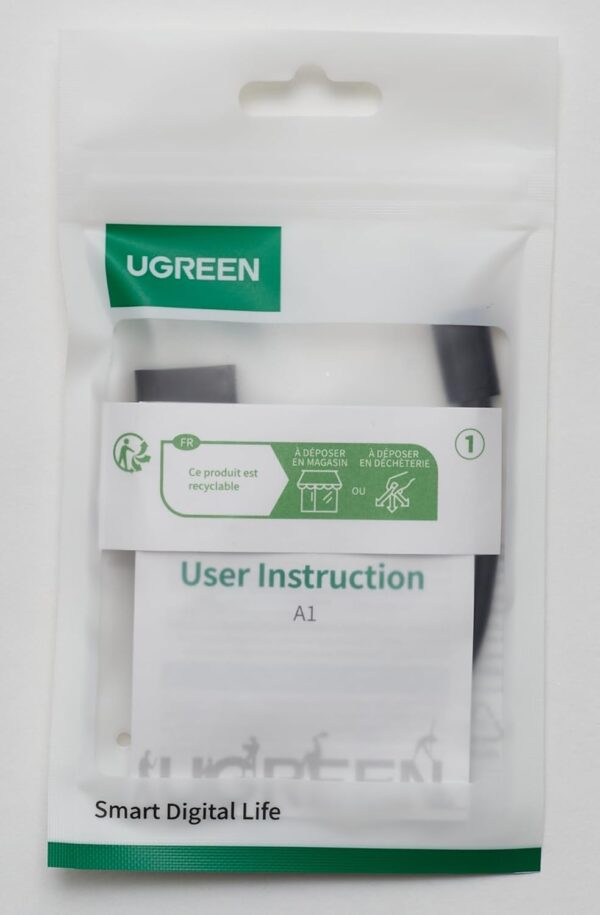 UGREEN
FR
Ce produit est
recyclable
À DÉPOSER
EN MAGASIN
OU
À DÉPOSER
EN DÉCHÈTERIE
1
User Instruction
A1
UGREEN
Smart Digital Life